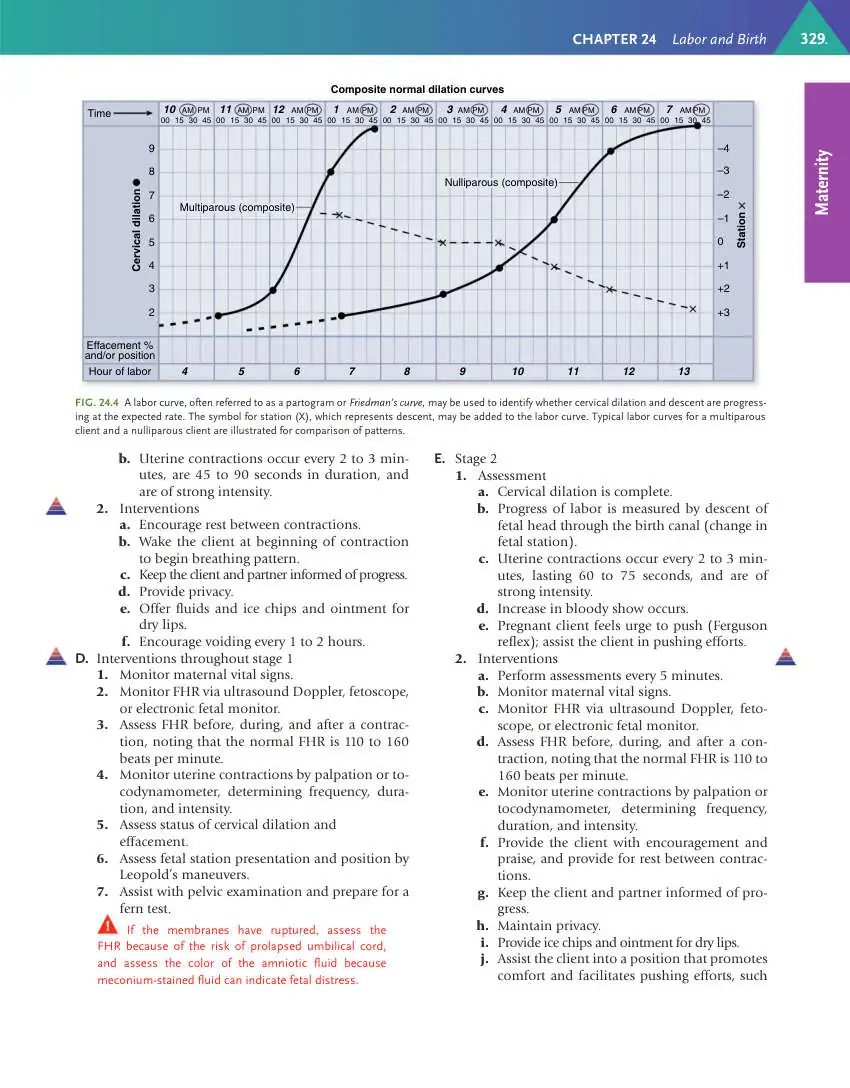 CHAPTER 24 Labor and Birth 329.
Maternity
Composite normal dilation curves
Time 10 AM PM 11 AM PM 12 AM PM 1 AM PM 2 AM PM 3 AM PM 4 AM PM 5 AM PM 6 AM PM 7 AM PM
00 15 30 45 00 15 30 45 00 15 30 45 00 15 30 45 00 15 30 45 00 15 30 45 00 15 30 45 00 15 30 45 00 15 30 45 00 15 30 45
Cervical dilation ●
9
8
7
6
5
4
3
2
Multiparous (composite)
Nulliparous (composite)
–4
–3
–2
–1
0
+1
+2
+3
Station ×
Effacement %
and/or position
Hour of labor 4 5 6 7 8 9 10 11 12 13
FIG. 24.4 A labor curve, often referred to as a partogram or Friedman's curve, may be used to identify whether cervical dilation and descent are progress-
ing at the expected rate. The symbol for station (X), which represents descent, may be added to the labor curve. Typical labor curves for a multiparous
client and a nulliparous client are illustrated for comparison of patterns.
b. Uterine contractions occur every 2 to 3 min-
utes, are 45 to 90 seconds in duration, and
are of strong intensity.
2. Interventions
a. Encourage rest between contractions.
b. Wake the client at beginning of contraction
to begin breathing pattern.
c. Keep the client and partner informed of progress.
d. Provide privacy.
e. Offer fluids and ice chips and ointment for
dry lips.
f. Encourage voiding every 1 to 2 hours.
D. Interventions throughout stage 1
1. Monitor maternal vital signs.
2. Monitor FHR via ultrasound Doppler, fetoscope,
or electronic fetal monitor.
3. Assess FHR before, during, and after a contrac-
tion, noting that the normal FHR is 110 to 160
beats per minute.
4. Monitor uterine contractions by palpation or to-
codynamometer, determining frequency, dura-
tion, and intensity.
5. Assess status of cervical dilation and
effacement.
6. Assess fetal station presentation and position by
Leopold's maneuvers.
7. Assist with pelvic examination and prepare for a
fern test.
If the membranes have ruptured, assess the
FHR because of the risk of prolapsed umbilical cord,
and assess the color of the amniotic fluid because
meconium-stained fluid can indicate fetal distress.
E. Stage 2
1. Assessment
a. Cervical dilation is complete.
b. Progress of labor is measured by descent of
fetal head through the birth canal (change in
fetal station).
c. Uterine contractions occur every 2 to 3 min-
utes, lasting 60 to 75 seconds, and are of
strong intensity.
d. Increase in bloody show occurs.
e. Pregnant client feels urge to push (Ferguson
reflex); assist the client in pushing efforts.
2. Interventions
a. Perform assessments every 5 minutes.
b. Monitor maternal vital signs.
c. Monitor FHR via ultrasound Doppler, feto-
scope, or electronic fetal monitor.
d. Assess FHR before, during, and after a con-
traction, noting that the normal FHR is 110 to
160 beats per minute.
e. Monitor uterine contractions by palpation or
tocodynamometer, determining frequency,
duration, and intensity.
f. Provide the client with encouragement and
praise, and provide for rest between contrac-
tions.
g. Keep the client and partner informed of pro-
gress.
h. Maintain privacy.
i. Provide ice chips and ointment for dry lips.
j. Assist the client into a position that promotes
comfort and facilitates pushing efforts, such